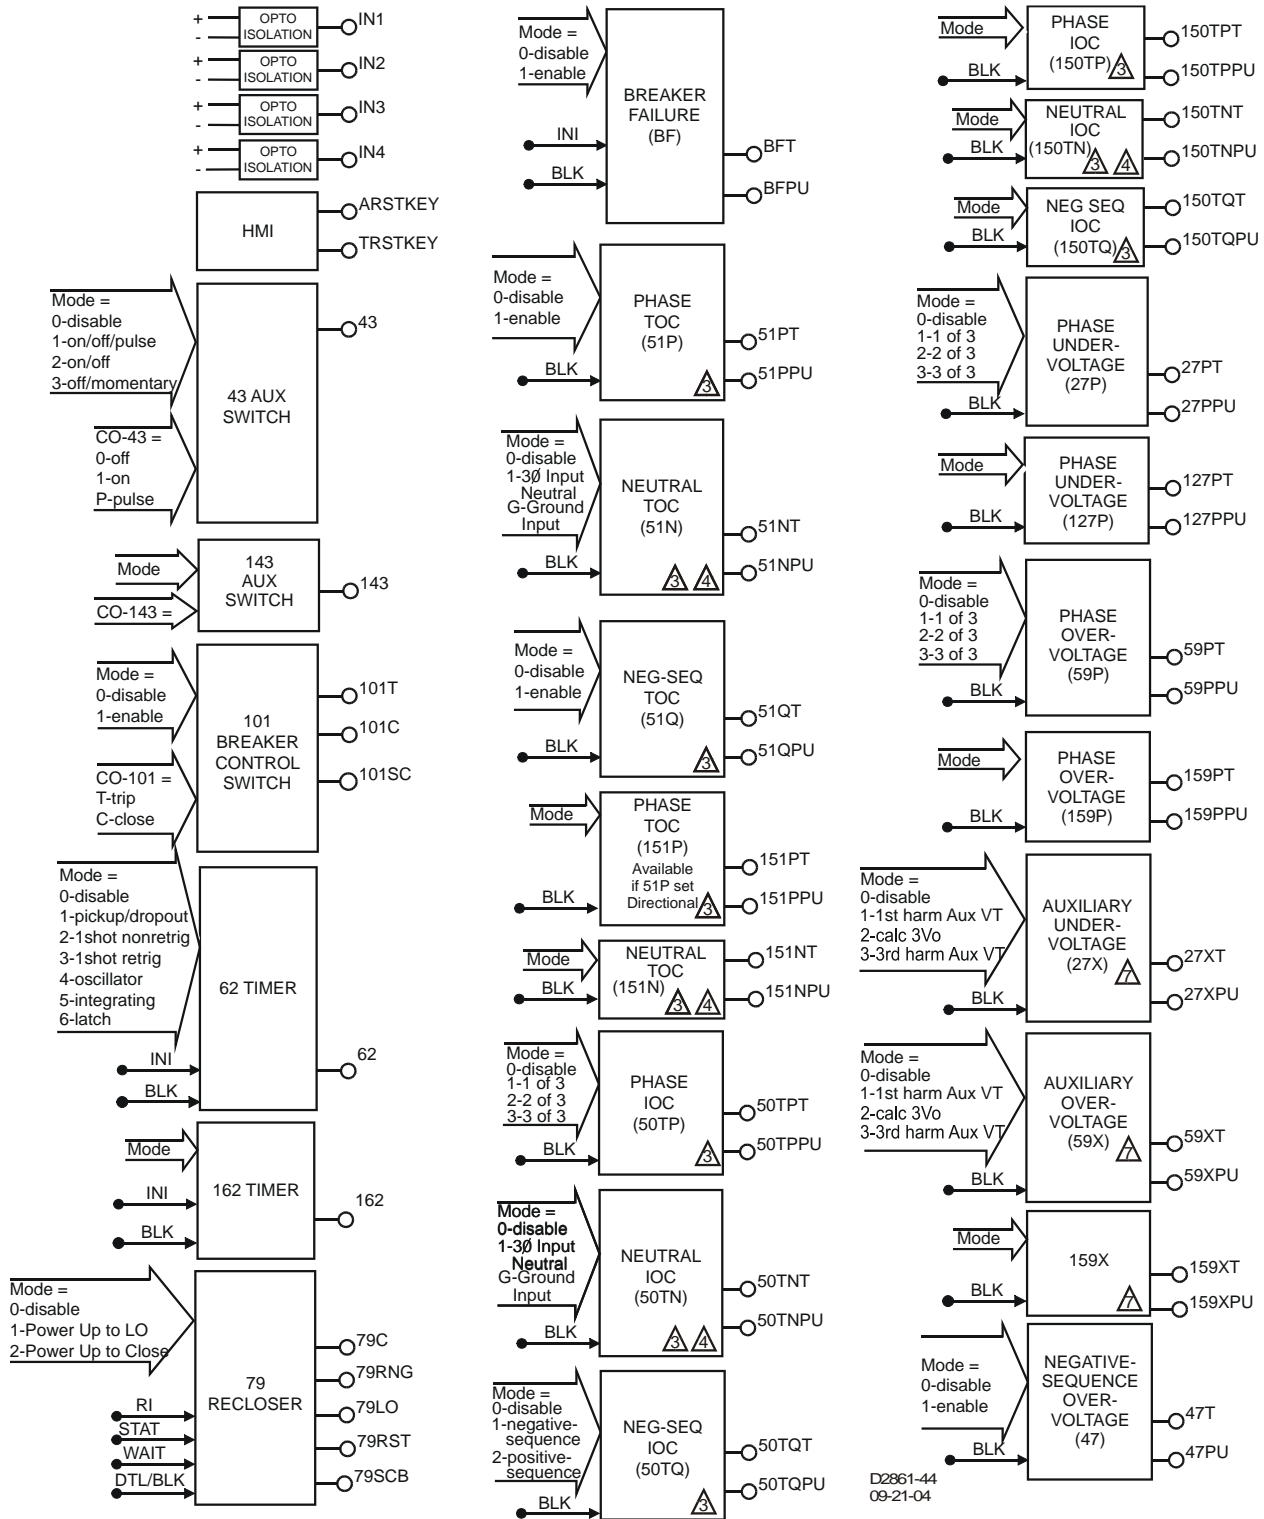 +
-
OPTO
ISOLATION
IN1
+
-
OPTO
ISOLATION
IN2
+
-
OPTO
ISOLATION
IN3
+
-
OPTO
ISOLATION
IN4
HMI
ARSTKEY
TRSTKEY
Mode =
0-disable
1-on/off/pulse
2-on/off
3-off/momentary
CO-43 =
0-off
1-on
P-pulse
43 AUX
SWITCH
43
Mode
CO-143 =
143
AUX
SWITCH
143
Mode =
0-disable
1-enable
CO-101 =
T-trip
C-close
101
BREAKER
CONTROL
SWITCH
101T
101C
101SC
Mode =
0-disable
1-pickup/dropout
2-1shot nonretrig
3-1shot retrig
4-oscillator
5-integrating
6-latch
INI
BLK
62 TIMER
62
Mode
INI
BLK
162 TIMER
162
Mode =
0-disable
1-Power Up to LO
2-Power Up to Close
RI
STAT
WAIT
DTL/BLK
79
RECLOSER
79C
79RNG
79LO
79RST
79SCB
Mode =
0-disable
1-enable
INI
BLK
BREAKER
FAILURE
(BF)
BFT
BFPU
Mode =
0-disable
1-enable
BLK
PHASE
TOC
(51P)
3
51PT
51PPU
Mode =
0-disable
1-3Ø Input
Neutral
G-Ground
Input
BLK
NEUTRAL
TOC
(51N)
3 4
51NT
51NPU
Mode =
0-disable
1-enable
BLK
NEG-SEQ
TOC
(51Q)
3
51QT
51QPU
Mode
BLK
PHASE
TOC
(151P)
Available
if 51P set
Directional
3
151PT
151PPU
Mode
BLK
NEUTRAL
TOC
(151N)
3 4
151NT
151NPU
Mode =
0-disable
1-1 of 3
2-2 of 3
3-3 of 3
BLK
PHASE
IOC
(50TP)
3
50TPT
50TPPU
Mode =
0-disable
1-3Ø Input
Neutral
G-Ground
Input
BLK
NEUTRAL
IOC
(50TN)
3 4
50TNT
50TNPU
Mode =
0-disable
1-negative-
sequence
2-positive-
sequence
BLK
NEG-SEQ
IOC
(50TQ)
3
50TQT
50TQPU
Mode
BLK
PHASE
IOC
(150TP)
3
150TPT
150TPPU
Mode
BLK
NEUTRAL
IOC
(150TN)
3 4
150TNT
150TNPU
Mode
BLK
NEG SEQ
IOC
(150TQ)
3
150TQT
150TQPU
Mode =
0-disable
1-1 of 3
2-2 of 3
3-3 of 3
BLK
PHASE
UNDER-
VOLTAGE
(27P)
27PT
27PPU
Mode
BLK
PHASE
UNDER-
VOLTAGE
(127P)
127PT
127PPU
Mode =
0-disable
1-1 of 3
2-2 of 3
3-3 of 3
BLK
PHASE
OVER-
VOLTAGE
(59P)
59PT
59PPU
Mode
BLK
PHASE
OVER-
VOLTAGE
(159P)
159PT
159PPU
Mode =
0-disable
1-1st harm Aux VT
2-calc 3Vo
3-3rd harm Aux VT
BLK
AUXILIARY
UNDER-
VOLTAGE
(27X)
7
27XT
27XPU
Mode =
0-disable
1-1st harm Aux VT
2-calc 3Vo
3-3rd harm Aux VT
BLK
AUXILIARY
OVER-
VOLTAGE
(59X)
7
59XT
59XPU
Mode
BLK
159X
7
159XT
159XPU
Mode =
0-disable
1-enable
BLK
NEGATIVE-
SEQUENCE
OVER-
VOLTAGE
(47)
47T
47PU
D2861-44
09-21-04